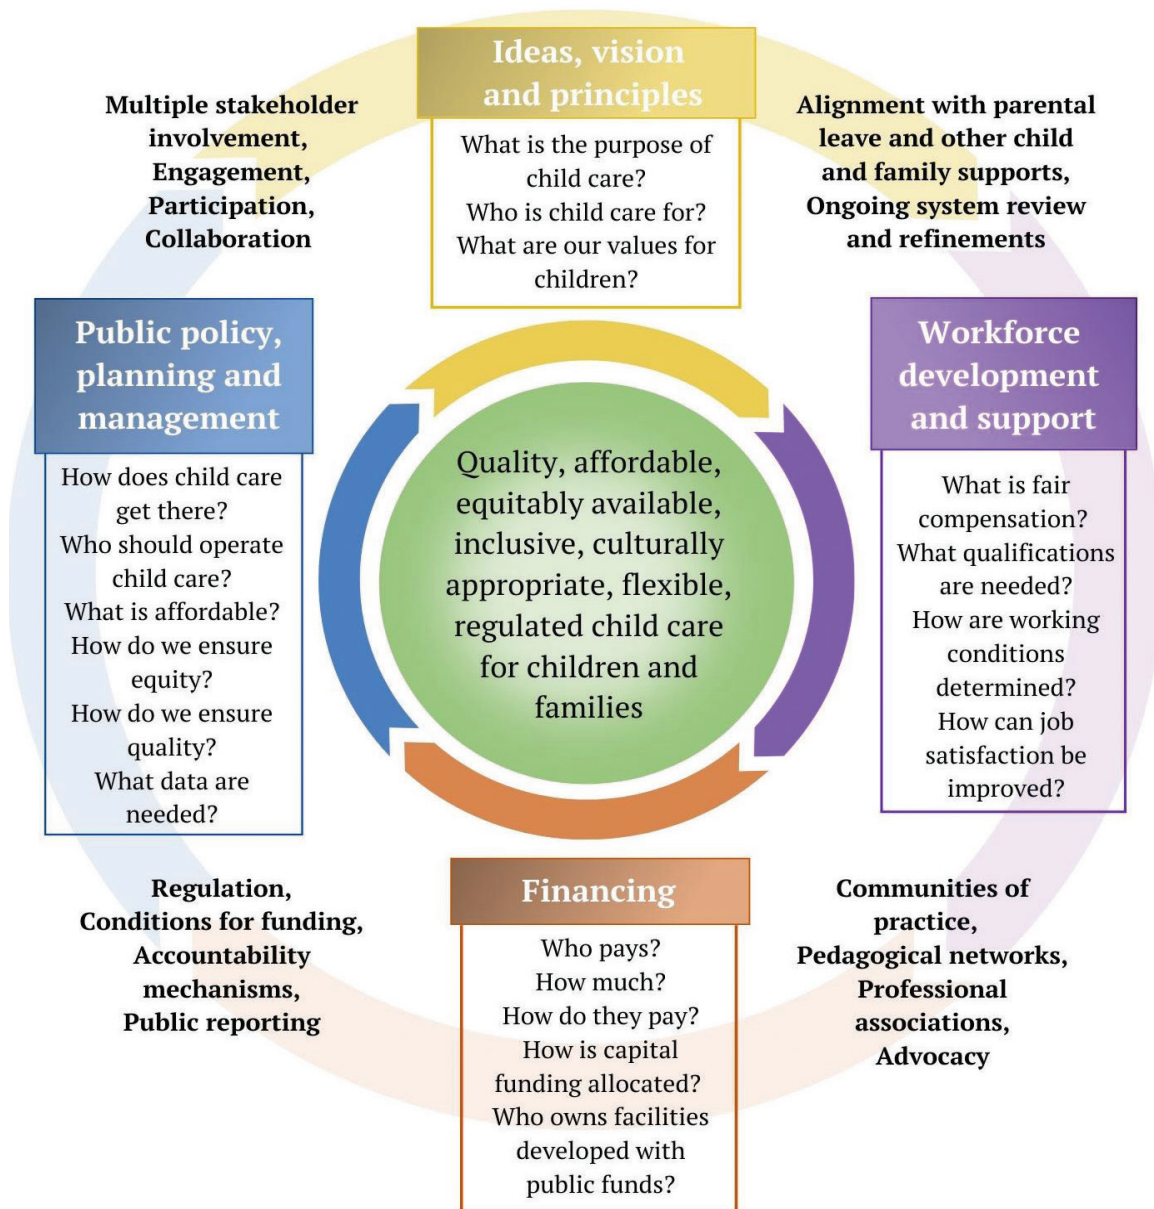 Ideas, vision
and principles
What is the purpose of
child care?
Who is child care for?
What are our values for
children?
Multiple stakeholder
involvement,
Engagement,
Participation,
Collaboration
Alignment with parental
leave and other child
and family supports,
Ongoing system review
and refinements
Public policy,
planning and
management
How does child care
get there?
Who should operate
child care?
What is affordable?
How do we ensure
equity?
How do we ensure
quality?
What data are
needed?
Quality, affordable,
equitably available,
inclusive, culturally
appropriate, flexible,
regulated child care
for children and
families
Workforce
development
and support
What is fair
compensation?
What qualifications
are needed?
How are working
conditions
determined?
How can job
satisfaction be
improved?
Regulation,
Conditions for funding,
Accountability
mechanisms,
Public reporting
Financing
Who pays?
How much?
How do they pay?
How is capital
funding allocated?
Who owns facilities
developed with
public funds?
Communities of
practice,
Pedagogical networks,
Professional
associations,
Advocacy